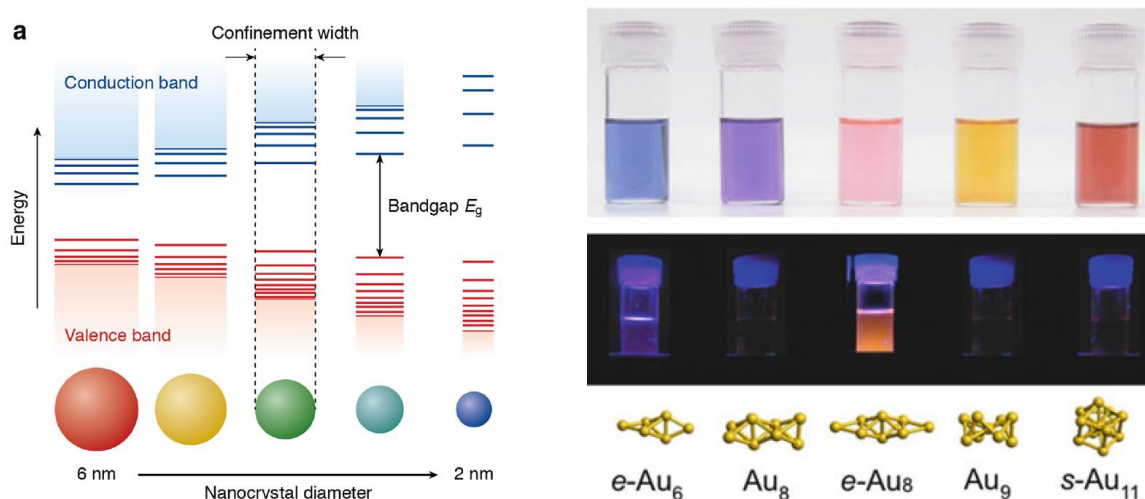 a
Confinement width
Conduction band
Energy
Bandgap Eg
Valence band
6 nm
2 nm
Nanocrystal diameter
e-Au6
Au8
e-Au8
Au9
s-Au11